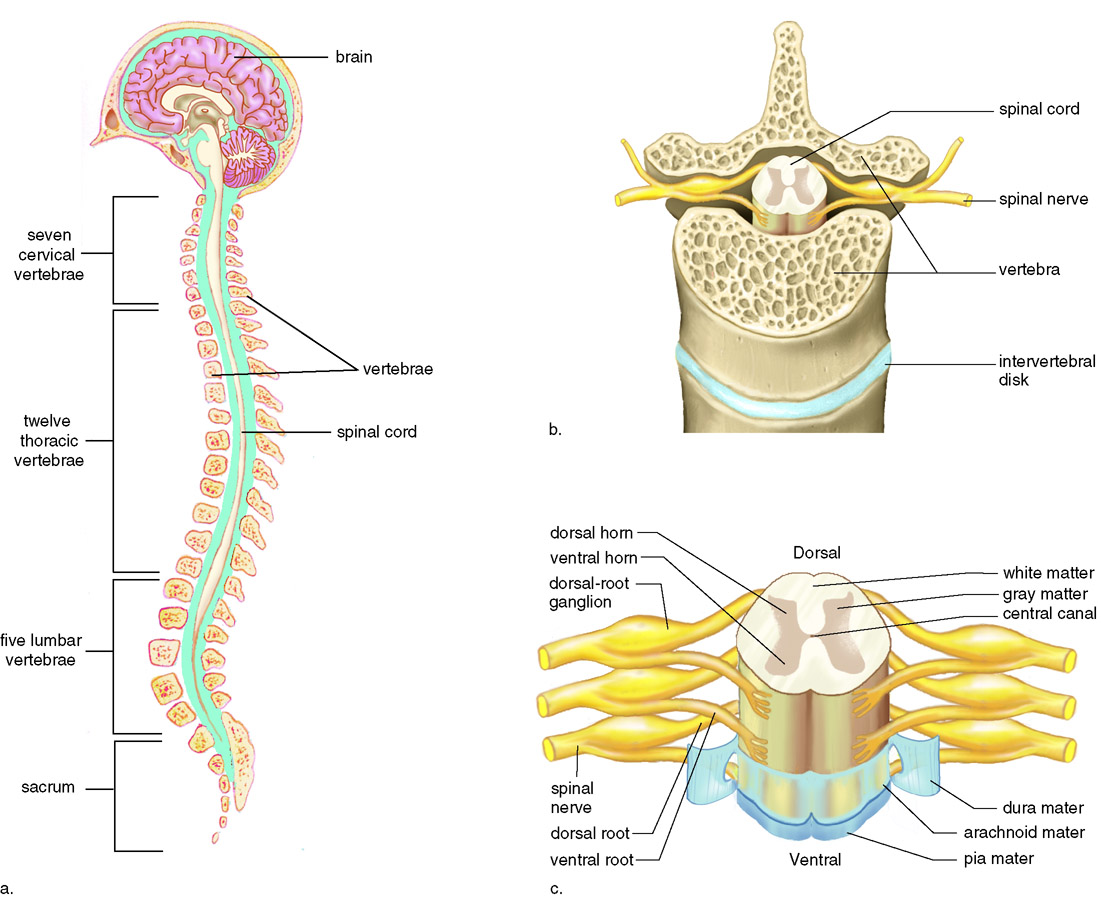 brain
seven
cervical
vertebrae
vertebrae
twelve
thoracic
vertebrae
spinal cord
five lumbar
vertebrae
sacrum
a.
spinal cord
spinal nerve
vertebra
intervertebral
disk
b.
dorsal horn
ventral horn
dorsal-root
ganglion
Dorsal
white matter
gray matter
central canal
spinal
nerve
dorsal root
ventral root
Ventral
dura mater
arachnoid mater
pia mater
c.